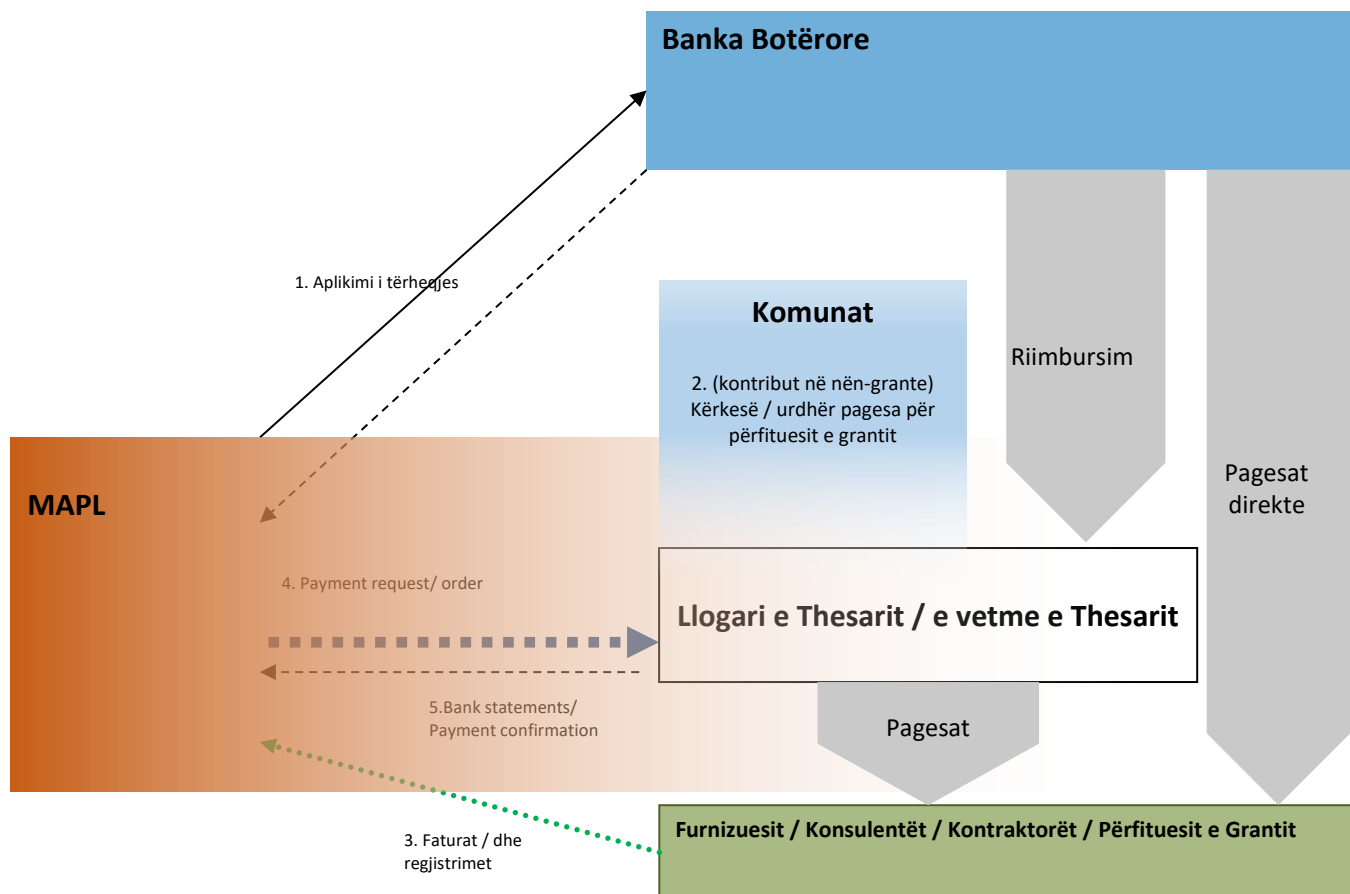 Banka Botërore
1. Aplikimi i tërheqjes
Komunat
2. (kontribut në nën-grante)
Kërkesë / urdhër pagesa për
përfituesit e grantit
Riimbursim
Pagesat
direkte
MAPL
4. Payment request/ order
Llogari e Thesarit / e vetme e Thesarit
5.Bank statements/
Payment confirmation
Pagesat
3. Faturat / dhe
regjistrimet
Furnizuesit / Konsulentët / Kontraktorët / Përfituesit e Grantit